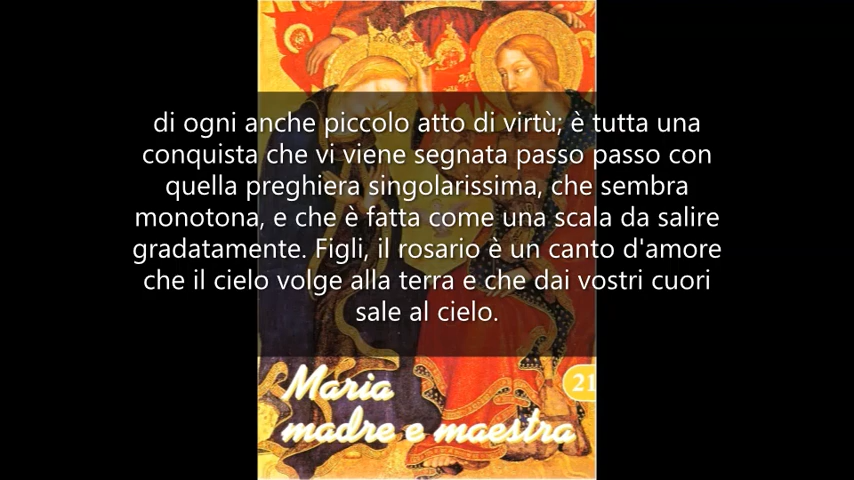 di ogni anche piccolo atto di virtù; è tutta una
conquista che vi viene segnata passo passo con
quella preghiera singolarissima, che sembra
monotona, e che è fatta come una scala da salire
gradatamente. Figli, il rosario è un canto d'amore
che il cielo volge alla terra e che dai vostri cuori
sale al cielo.
Maria
21
madre e maestra